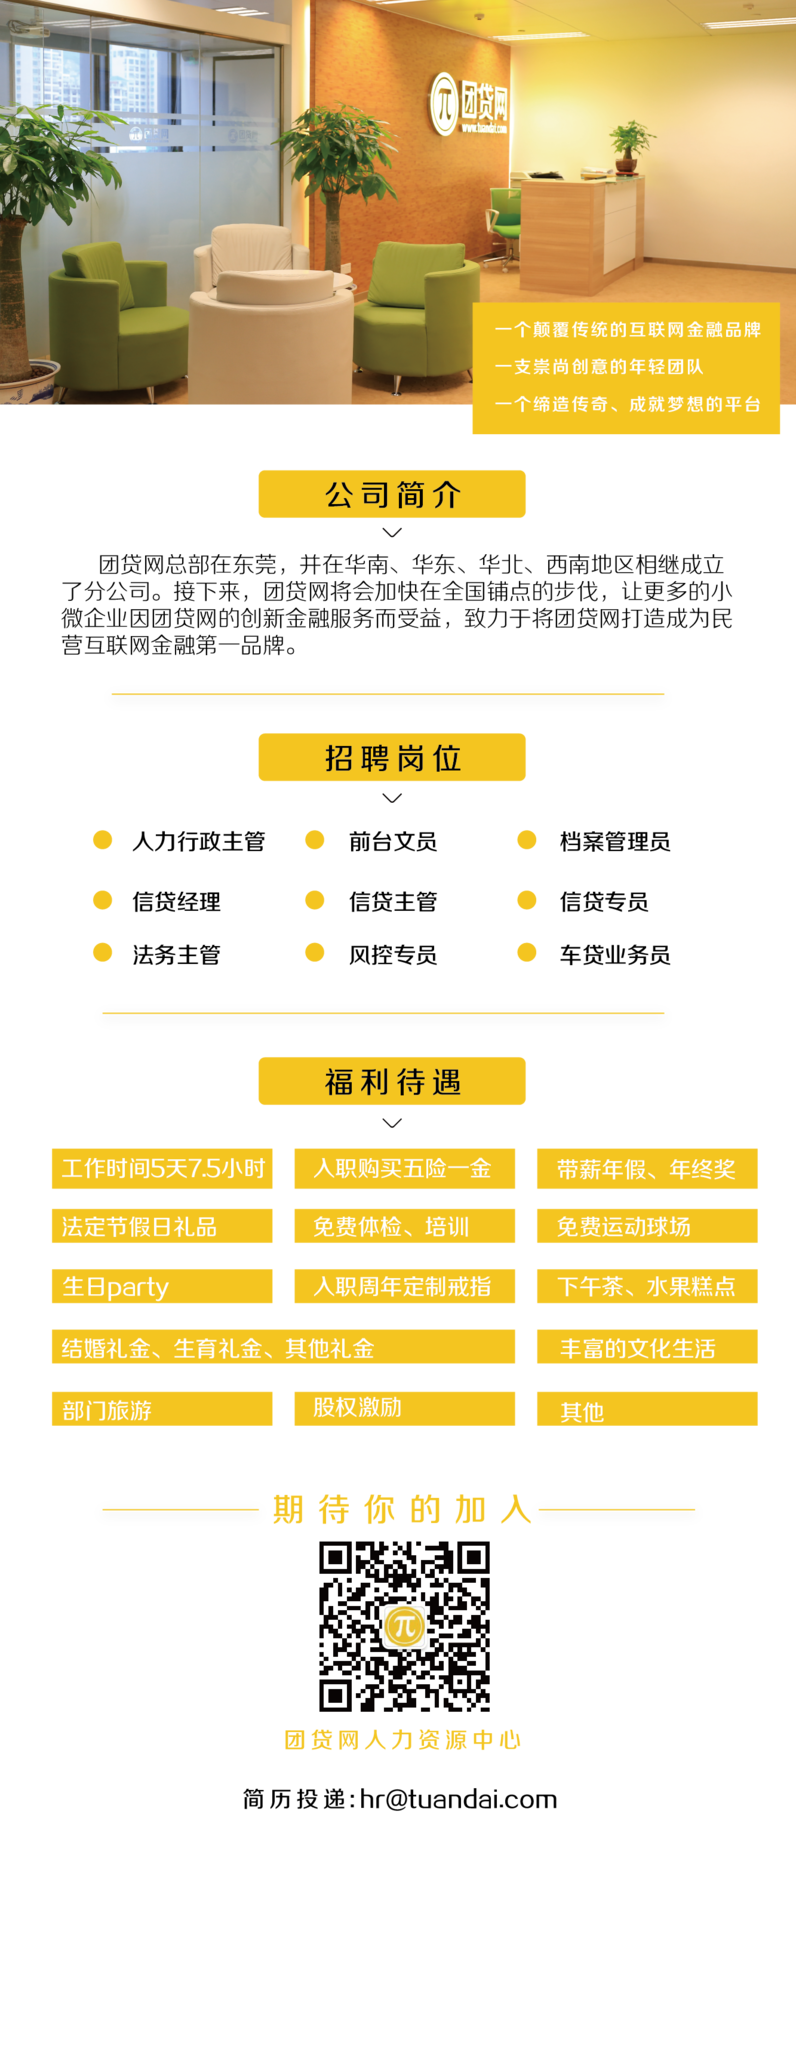 团贷网
www.tuandai.com
一个颠覆传统的互联网金融品牌
一支崇尚创意的年轻团队
一个缔造传奇、成就梦想的平台
公司简介
团贷网总部在东莞，并在华南、华东、华北、西南地区相继成立
了分公司。接下来，团贷网将会加快在全国铺点的步伐，让更多的小
微企业因团贷网的创新金融服务而受益，致力于将团贷网打造成为民
营互联网金融第一品牌。
招聘岗位
人力行政主管 前台文员 档案管理员
信贷经理 信贷主管 信贷专员
法务主管 风控专员 车贷业务员
福利待遇
工作时间5天7.5小时 入职购买五险一金 带薪年假、年终奖
法定节假日礼品 免费体检、培训 免费运动球场
生日party 入职周年定制戒指 下午茶、水果糕点
结婚礼金、生育礼金、其他礼金 丰富的文化生活
部门旅游 股权激励 其他
期待你的加入
π
团贷网人力资源中心
简历投递:hr@tuandai.com